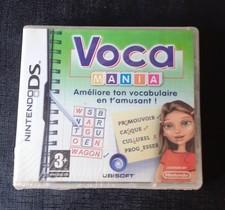 Voca
MANIA
Améliore ton vocabulaire
en t'amusant !
NINTENDO DS
PROMOUVOIR
CASQUE
CULTUREL
WAGON
3
UBISOFT
Nintendo